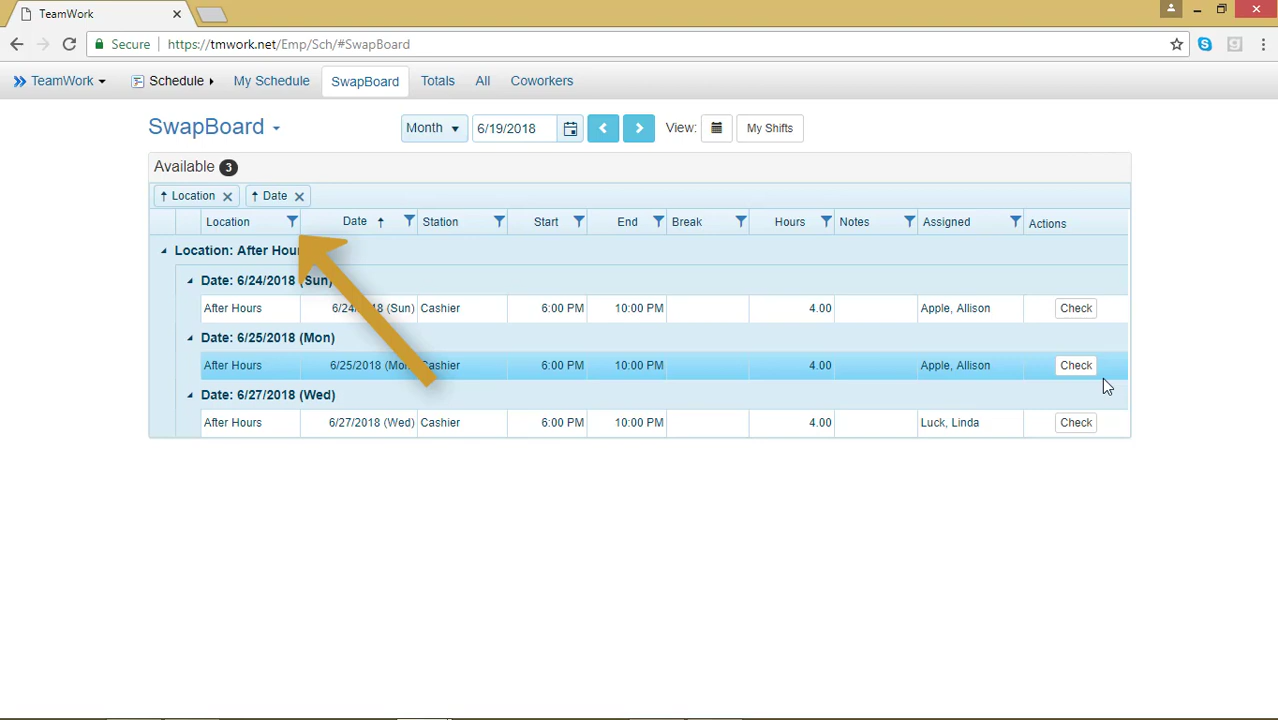 TeamWork
Secure https://tmwork.net/Emp/Sch/#SwapBoard
TeamWork Schedule My Schedule SwapBoard Totals All Coworkers
SwapBoard Month 6/19/2018 View: My Shifts
Available 3
Location Date
Location Date Station Start End Break Hours Notes Assigned Actions
Location: After
Date: 6/24/2018 (Sun)
After Hours (Sun) Cashier 6:00 PM 10:00 PM 4.00 Apple, Allison Check
Date: 6/25/2018 (Mon)
After Hours 6/25/2018 Cashier 6:00 PM 10:00 PM 4.00 Apple, Allison Check
Date: 6/27/2018 (Wed)
After Hours 6/27/2018 (Wed) Cashier 6:00 PM 10:00 PM 4.00 Luck, Linda Check